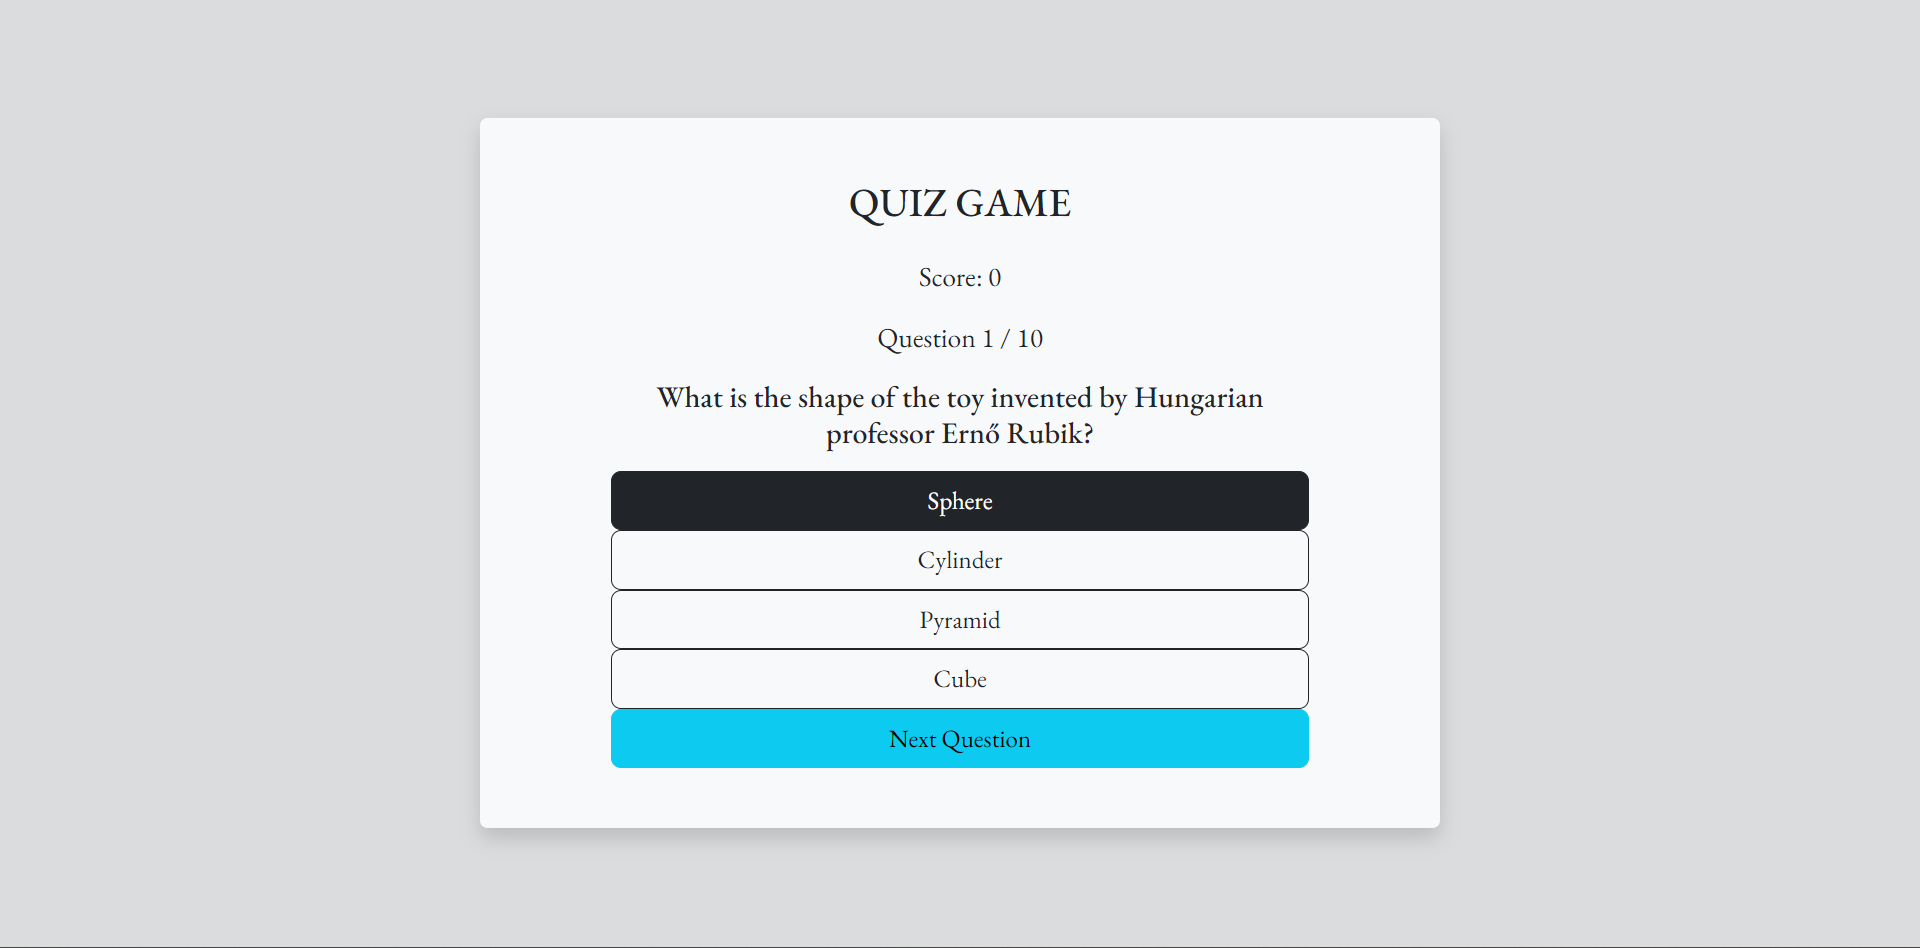 QUIZ GAME
Score: 0
Question 1 / 10
What is the shape of the toy invented by Hungarian
professor Ernő Rubik?
Sphere
Cylinder
Pyramid
Cube
Next Question